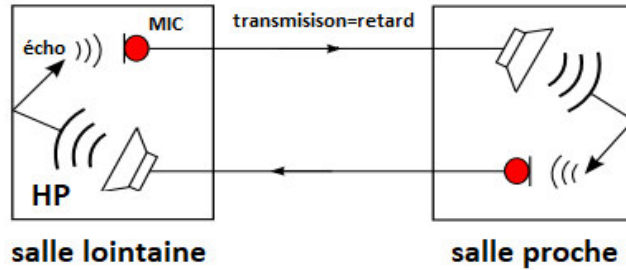 MIC
transmisison=retard
écho
HP
salle lointaine
salle proche